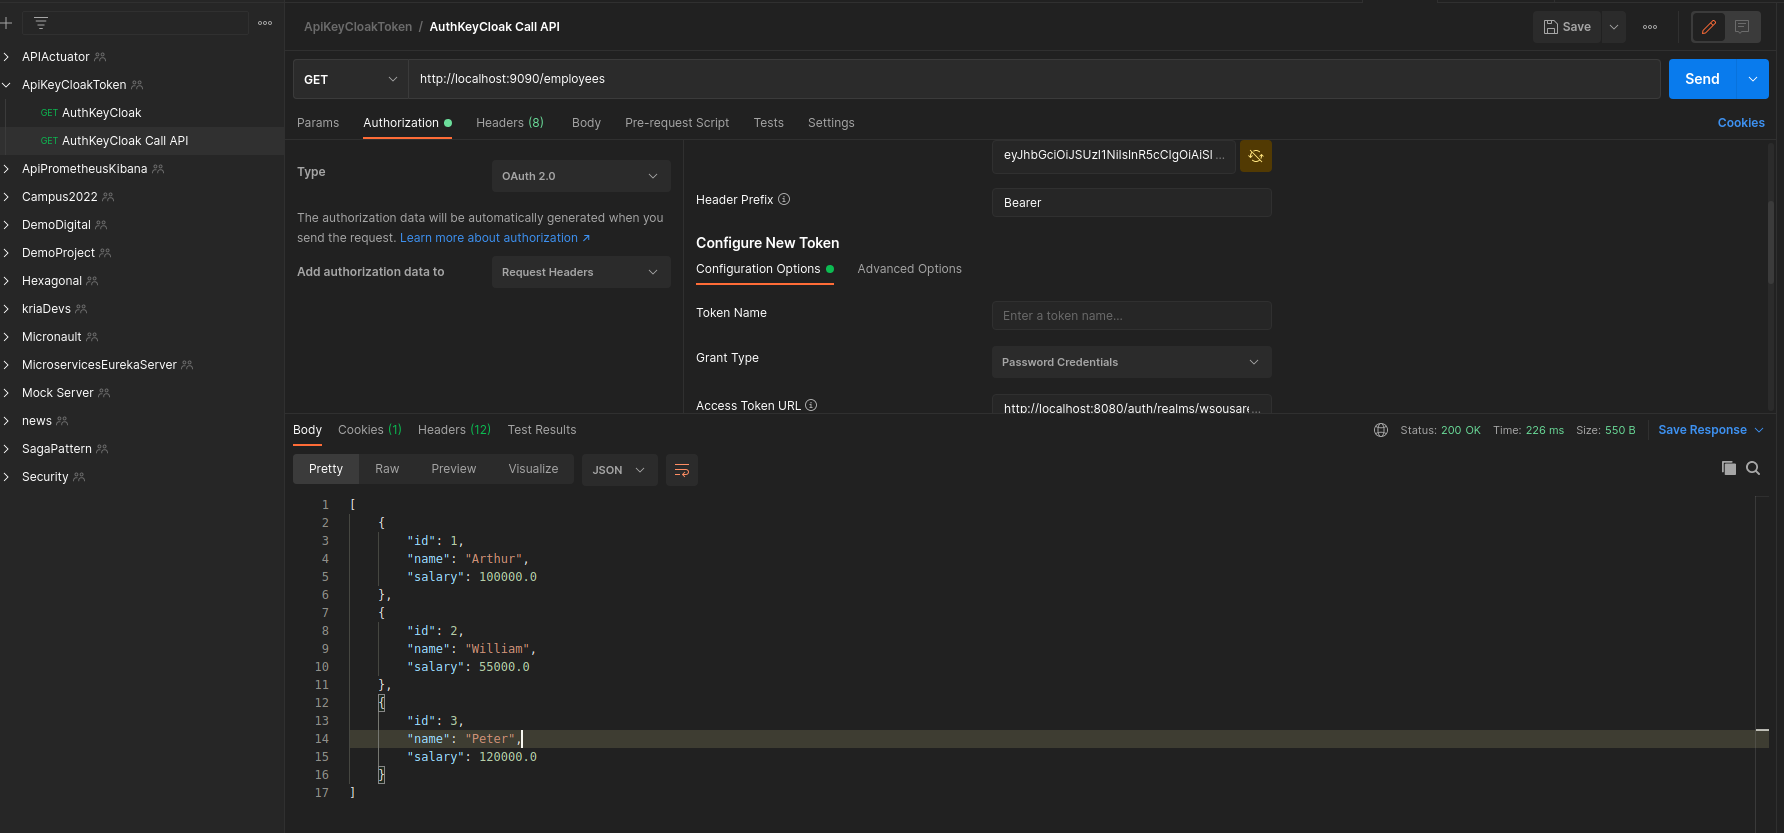 ApiKeyCloakToken / AuthKeyCloak Call API
Save
APIActuator
ApiKeyCloakToken
GET AuthKeyCloak
GET AuthKeyCloak Call API
ApiPrometheusKibana
Campus2022
DemoDigital
DemoProject
Hexagonal
kriaDevs
Micronault
MicroservicesEurekaServer
Mock Server
news
SagaPattern
Security
GET http://localhost:9090/employees Send
Params Authorization Headers (8) Body Pre-request Script Tests Settings Cookies
Type OAuth 2.0
The authorization data will be automatically generated when you
send the request. Learn more about authorization ↗
Add authorization data to Request Headers
eyJhbGciOiJSUzI1NiIsInR5cCIgOiAiSl ...
Header Prefix Bearer
Configure New Token
Configuration Options Advanced Options
Token Name Enter a token name...
Grant Type Password Credentials
Access Token URL http://localhost:8080/auth/realms/wsousare...
Body Cookies (1) Headers (12) Test Results Status: 200 OK Time: 226 ms Size: 550 B Save Response
Pretty Raw Preview Visualize JSON
1 [
2 {
3 "id": 1,
4 "name": "Arthur",
5 "salary": 100000.0
6 },
7 {
8 "id": 2,
9 "name": "William",
10 "salary": 55000.0
11 },
12 {
13 "id": 3,
14 "name": "Peter",
15 "salary": 120000.0
16 }
17 ]